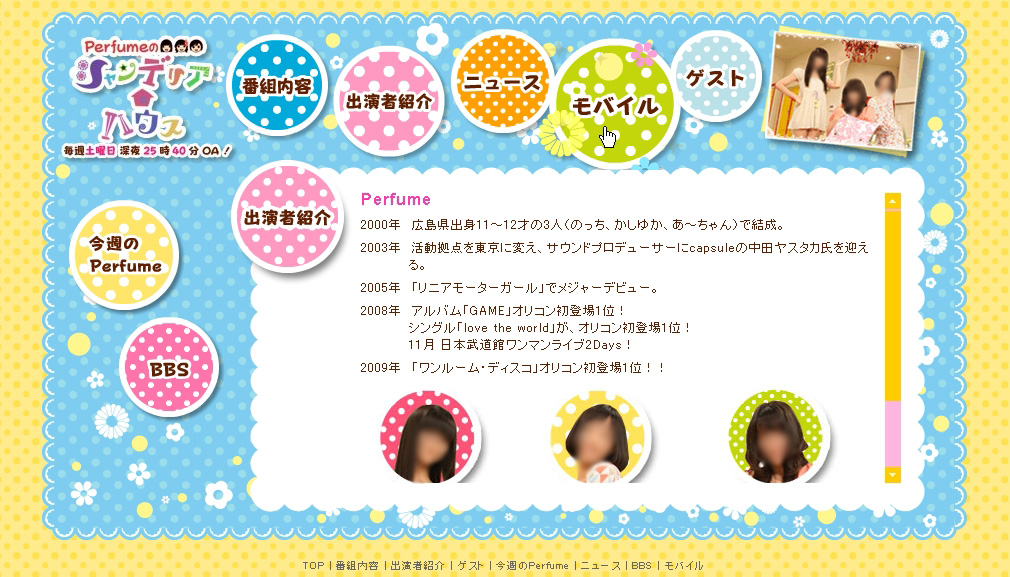 Perfumeの
シャンデリア
ハウス
毎週土曜日 深夜25時40分OA!
番組内容
出演者紹介
ニュース
モバイル
ゲスト
出演者紹介
今週の
Perfume
BBS
Perfume
2000年 広島県出身11～12才の3人(のっち、かしゆか、あ～ちゃん)で結成。
2003年 活動拠点を東京に変え、サウンドプロデューサーにcapsuleの中田ヤスタカ氏を迎え
る。
2005年 「リニアモーターガール」でメジャーデビュー。
2008年 アルバム「GAME」オリコン初登場1位！
シングル「love the world」が、オリコン初登場1位！
11月 日本武道館ワンマンライブ2Days！
2009年 「ワンルーム・ディスコ」オリコン初登場1位！！
TOP | 番組内容 | 出演者紹介 | ゲスト | 今週のPerfume | ニュース | BBS | モバイル